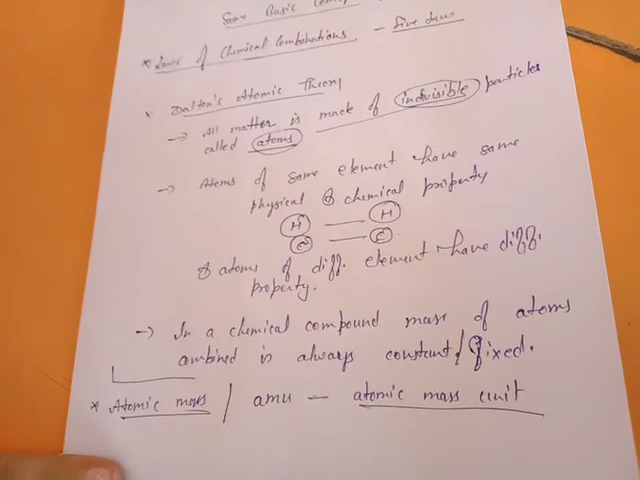 Some Basic Concep
* Laws of Chemical Combinations - five laws
* Dalton's Atomic Theory
→ All matter is made of indivisible particles
called atoms
→ Atoms of same element have same
physical & chemical property
H — H
C — C
& atoms of diff. element have diff.
property.
→ In a chemical compound mass of atoms
ombined is always constant/fixed.
* Atomic mass / amu - atomic mass unit